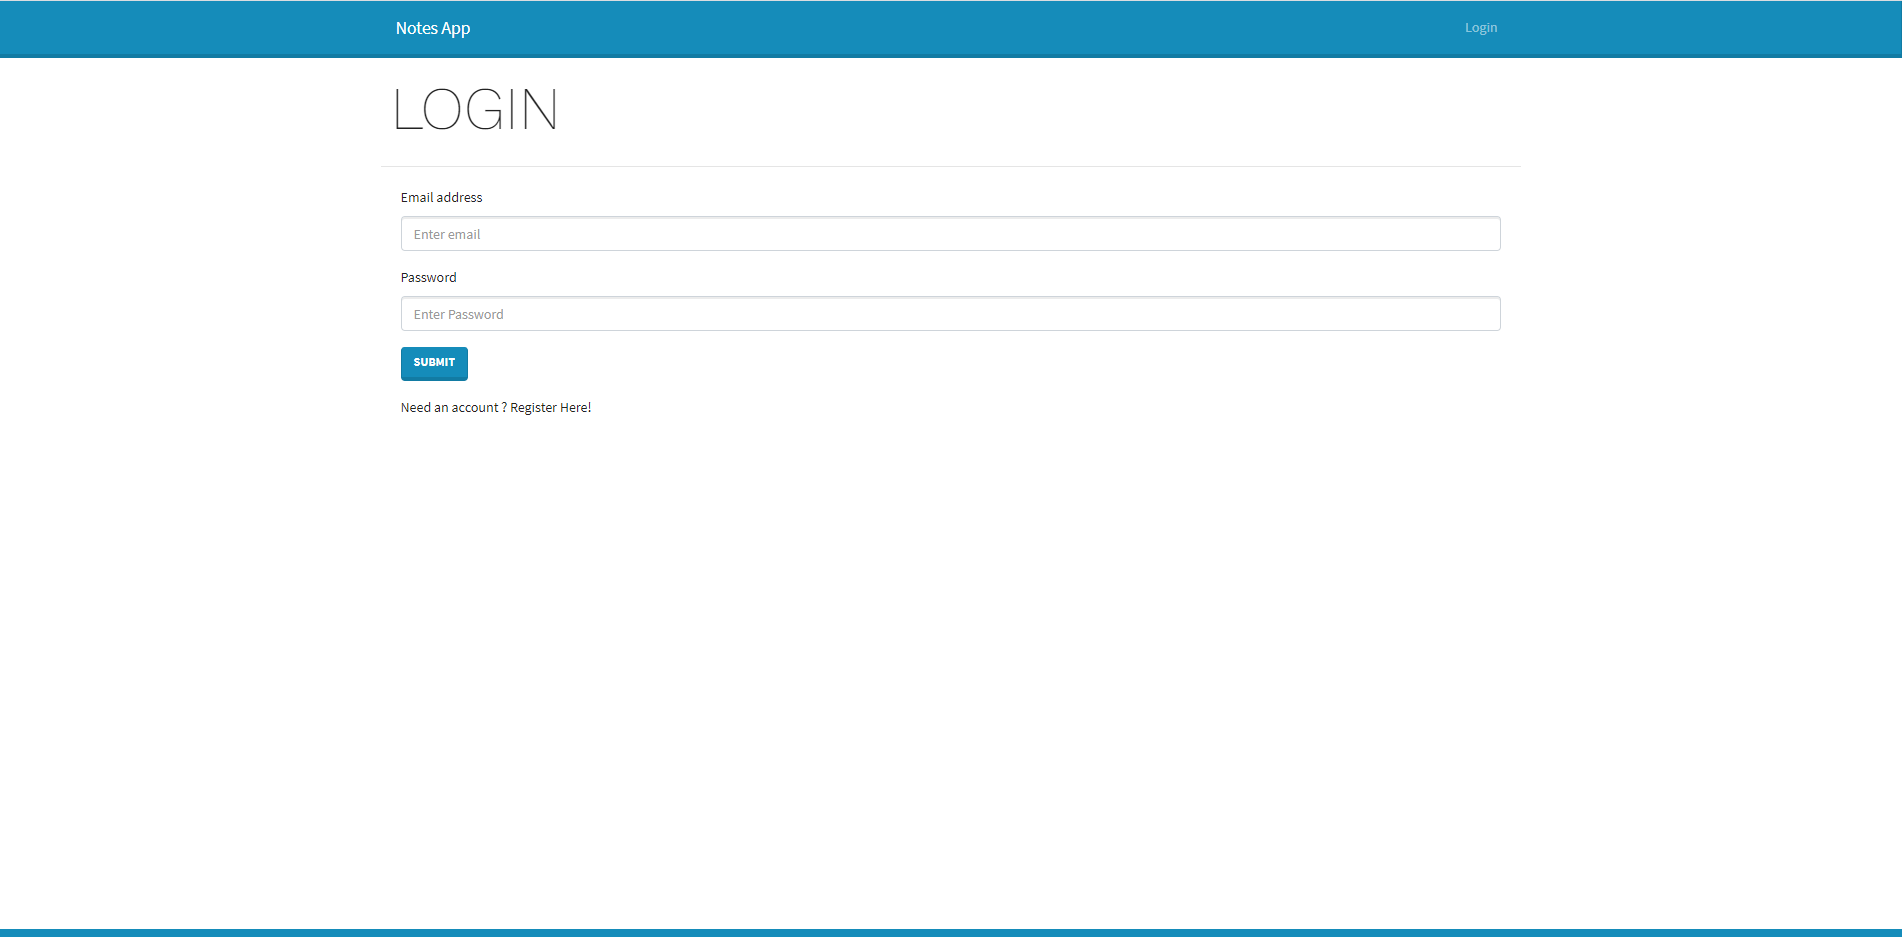 Notes App
Login
LOGIN
Email address
Enter email
Password
Enter Password
SUBMIT
Need an account ? Register Here!